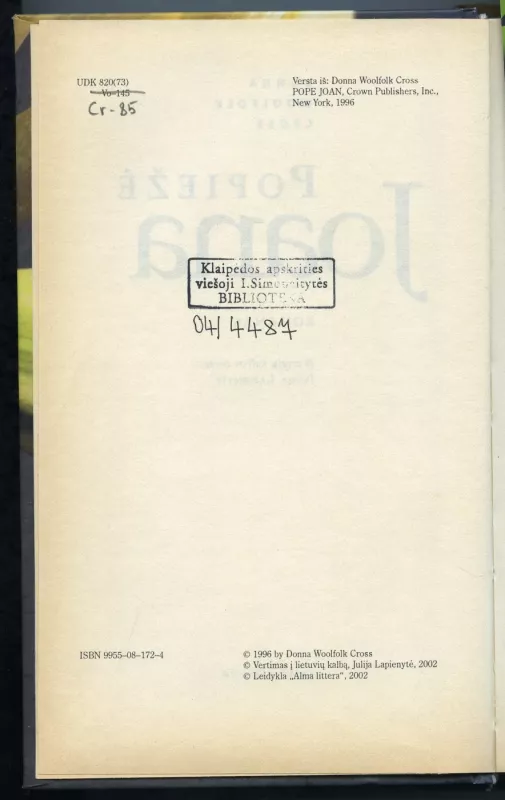 UDK 820(73)
Vo-145
Cr-85
Versta iš: Donna Woolfolk Cross
POPE JOAN, Crown Publishers, Inc.,
New York, 1996
POPIEŽĖ
Joana
Klaipėdos apskrities
viešoji I.Simonaitytės
BIBLIOTEKA
04/4487
ISBN 9955-08-172-4
© 1996 by Donna Woolfolk Cross
© Vertimas į lietuvių kalbą, Julija Lapienytė, 2002
© Leidykla „Alma littera“, 2002